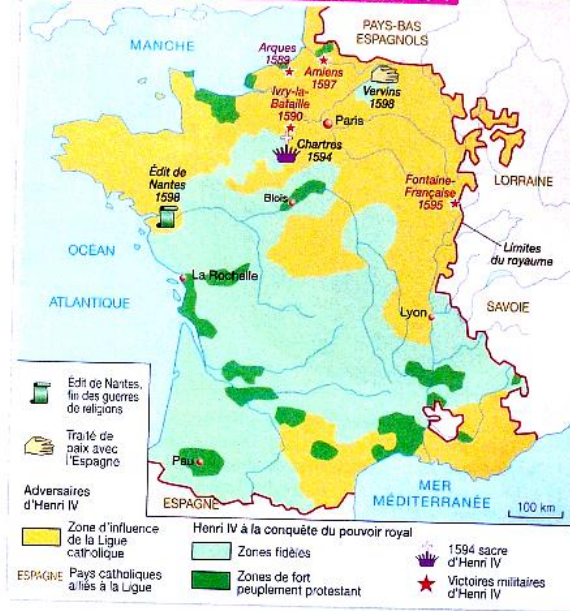 PAYS-BAS
ESPAGNOLS
MANCHE
Arques
1589
Amiens
1597
Vervins
1598
Ivry-la-
Bataille
1590
Paris
Chartres
1594
Édit de
Nantes
1598
Blois
Fontaine-
Française
1595
LORRAINE
Limites
du royaume
OCÉAN
ATLANTIQUE
La Rochelle
Lyon
SAVOIE
Pau
ESPAGNE
MER
MÉDITERRANÉE
100 km
Édit de Nantes,
fin des guerres
de religions
Traité de
paix avec
l'Espagne
Adversaires
d'Henri IV
Zone d'influence
de la Ligue
catholique
ESPAGNE Pays catholiques
alliés à la Ligue
Henri IV à la conquête du pouvoir royal
Zones fidèles
Zones de fort
peuplement protestant
1594 sacre
d'Henri IV
Victoires militaires
d'Henri IV